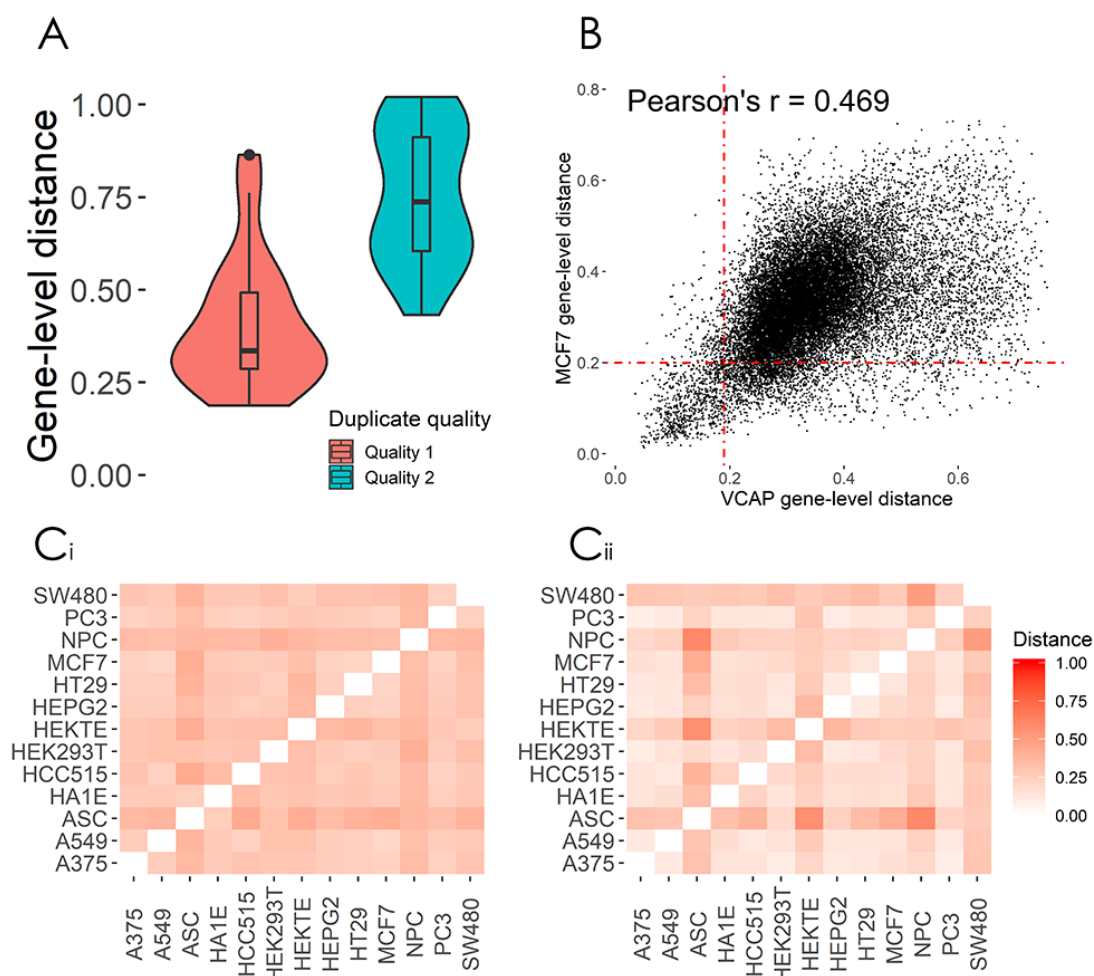 A
Gene-level distance
1.00
0.75
0.50
0.25
0.00
Duplicate quality
Quality 1
Quality 2
B
Pearson's r = 0.469
MCF7 gene-level distance
0.8
0.6
0.4
0.2
0.0
0.0
0.2
0.4
0.6
VCAP gene-level distance
Ci
SW480
PC3
NPC
MCF7
HT29
HEPG2
HEKTE
HEK293T
HCC515
HA1E
ASC
A549
A375
A375
A549
ASC
HA1E
HCC515
HEK293T
HEKTE
HEPG2
HT29
MCF7
NPC
PC3
SW480
Cii
SW480
PC3
NPC
MCF7
HT29
HEPG2
HEKTE
HEK293T
HCC515
HA1E
ASC
A549
A375
A375
A549
ASC
HA1E
HCC515
HEK293T
HEKTE
HEPG2
HT29
MCF7
NPC
PC3
SW480
Distance
1.00
0.75
0.50
0.25
0.00